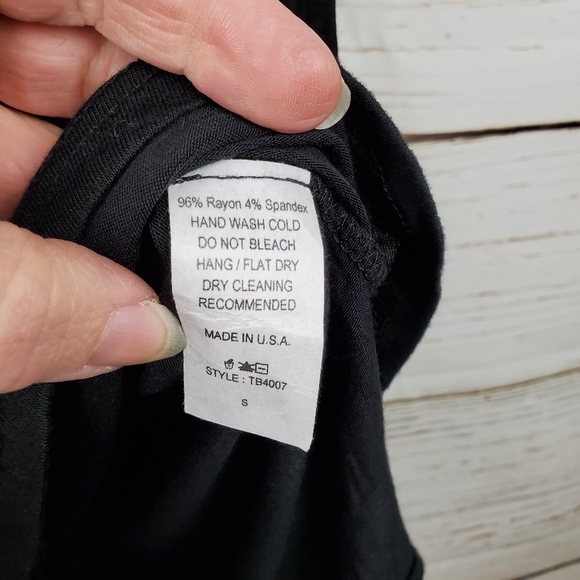 96% Rayon 4% Spandex
HAND WASH COLD
DO NOT BLEACH
HANG / FLAT DRY
DRY CLEANING
RECOMMENDED
MADE IN U.S.A.
STYLE : TB4007
S